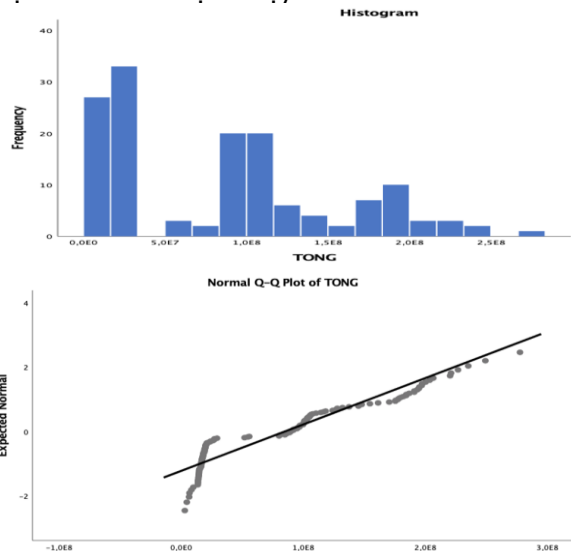 Histogram
40
30
20
10
0
Frequency
0,0E0 5,0E7 1,0E8 1,5E8 2,0E8 2,5E8
TONG
Normal Q-Q Plot of TONG
4
2
0
-2
Expected Normal
-1,0E8 0,0E0 1,0E8 2,0E8 3,0E8